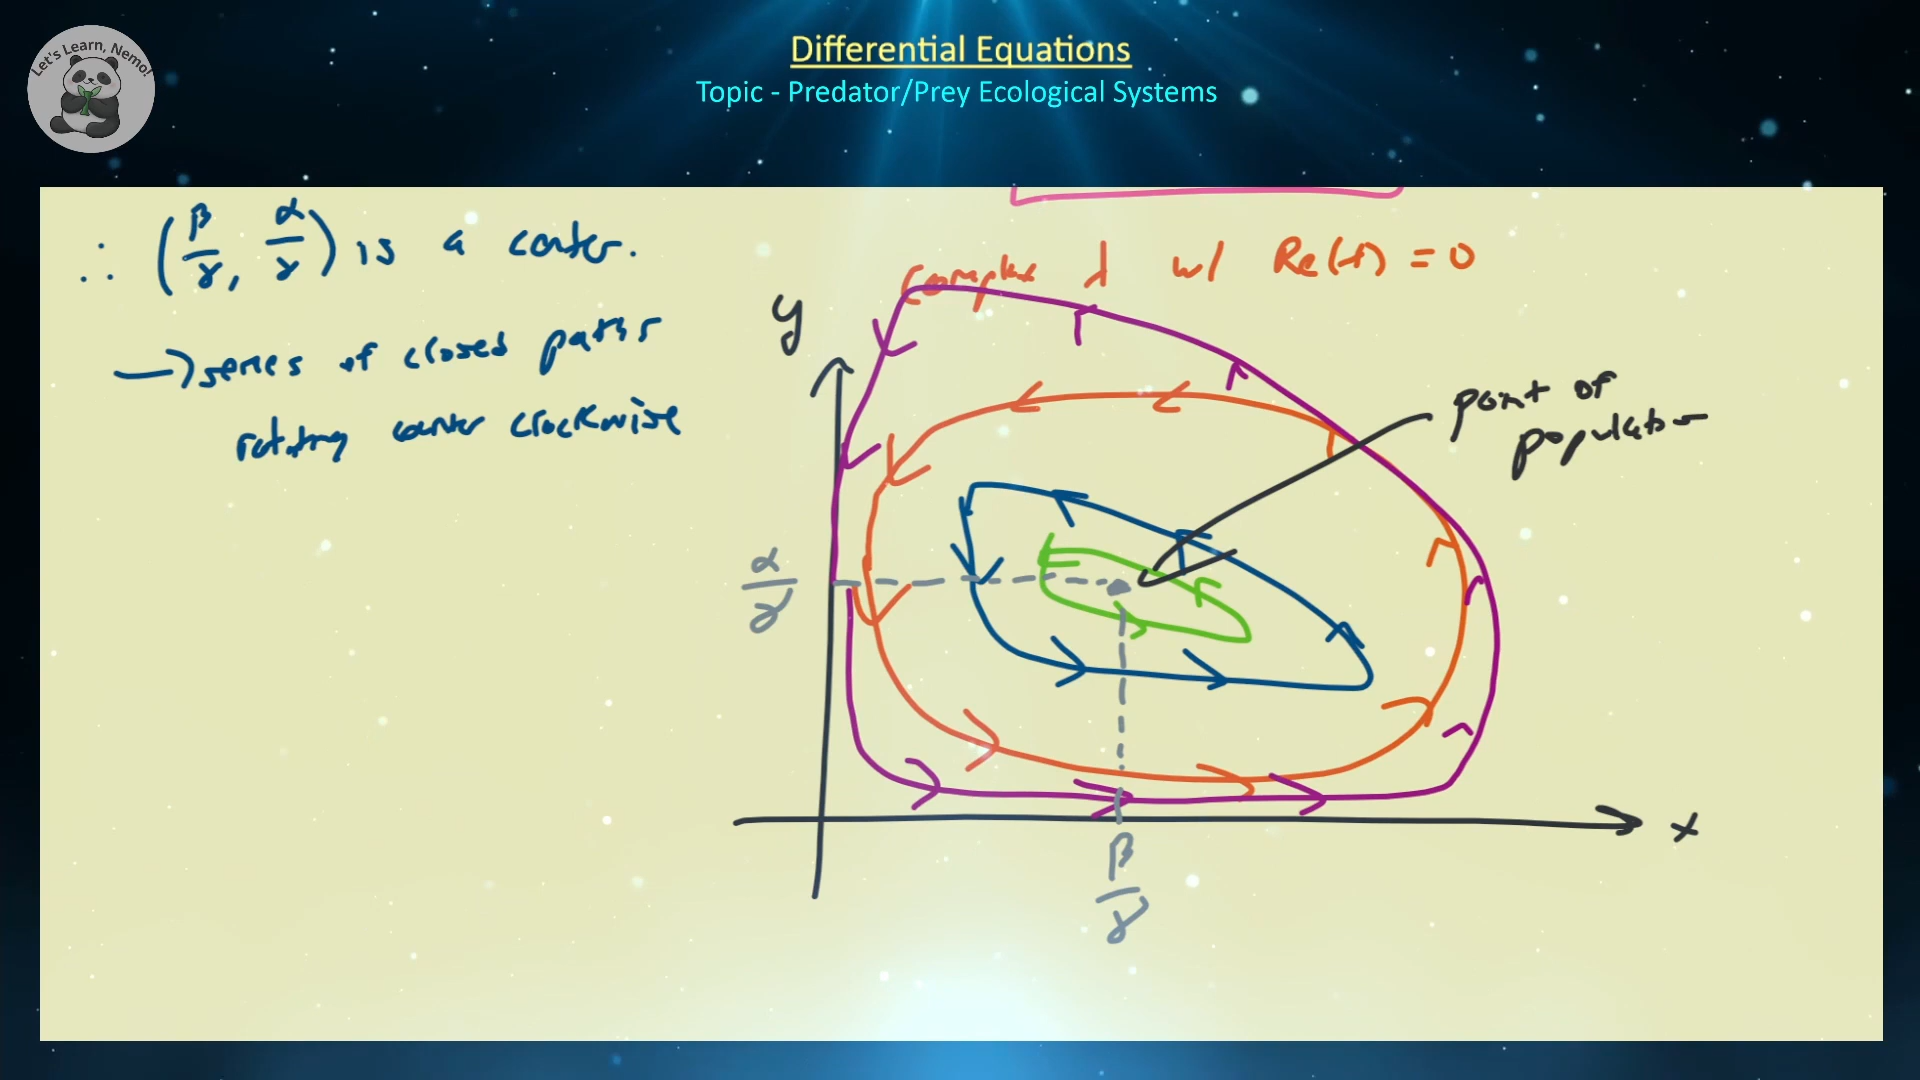 Let's Learn, Nemo!
Differential Equations
Topic - Predator/Prey Ecological Systems
∴ (β/γ, α/γ) is a center.
→ series of closed paths
rotating counter clockwise
Complex λ w/ Re(λ) = 0
y
point of
population
α/γ
x
β/γ